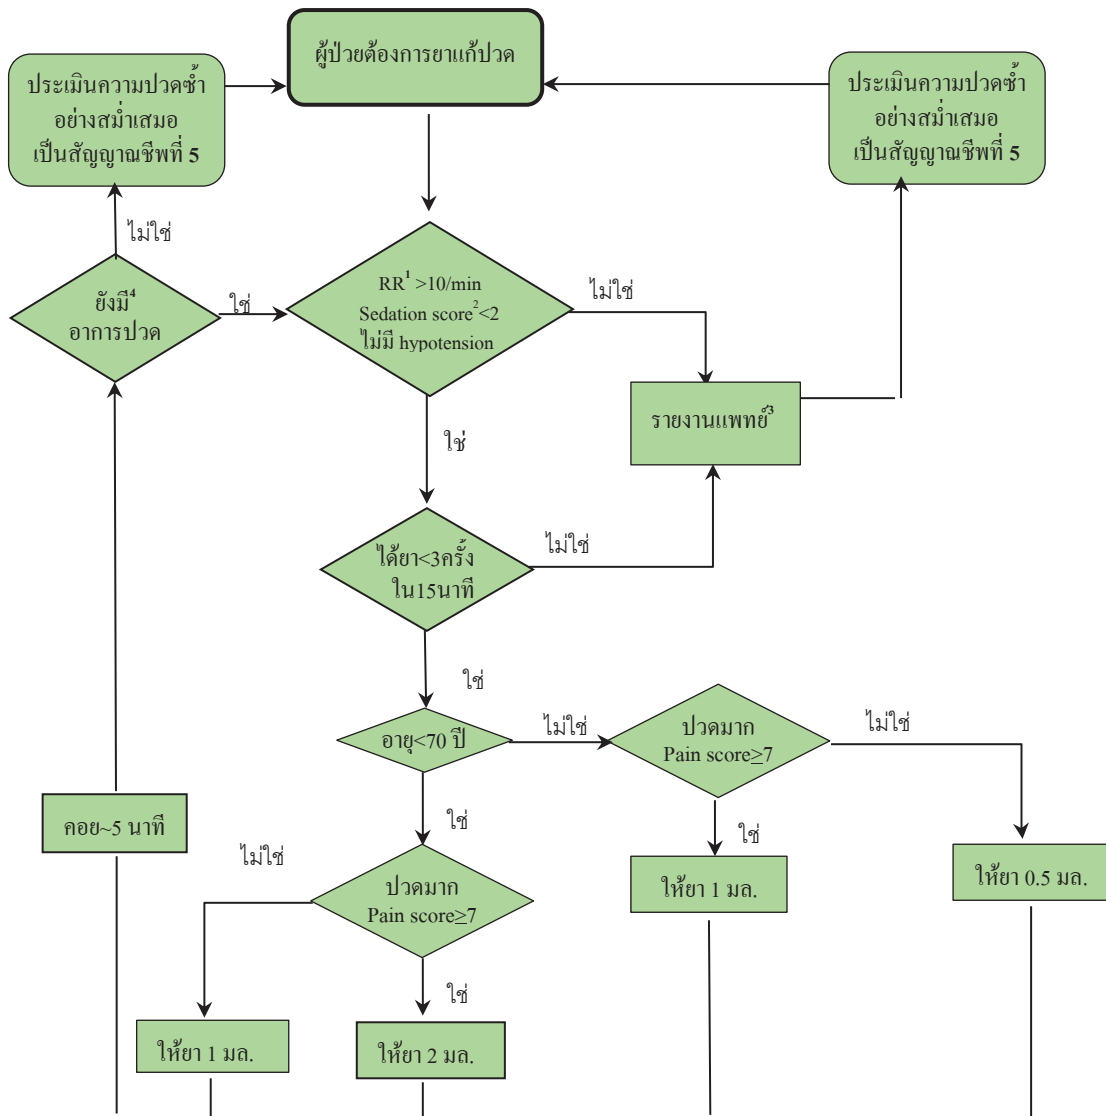 ผู้ป่วยต้องการยาแก้ปวด
ประเมินความปวดซ้ำ
อย่างสม่ำเสมอ
เป็นสัญญาณชีพที่ 5
ประเมินความปวดซ้ำ
อย่างสม่ำเสมอ
เป็นสัญญาณชีพที่ 5
ไม่ใช่
ยังมี⁴
อาการปวด
ใช่
RR¹ >10/min
Sedation score²<2
ไม่มี hypotension
ไม่ใช่
รายงานแพทย์³
ใช่
ได้ยา<3ครั้ง
ใน15นาที
ไม่ใช่
ใช่
อายุ<70 ปี
ไม่ใช่
ปวดมาก
Pain score≥7
ไม่ใช่
คอย~5 นาที
ใช่
ไม่ใช่
ปวดมาก
Pain score≥7
ใช่
ให้ยา 1 มล.
ให้ยา 0.5 มล.
ใช่
ให้ยา 1 มล.
ให้ยา 2 มล.